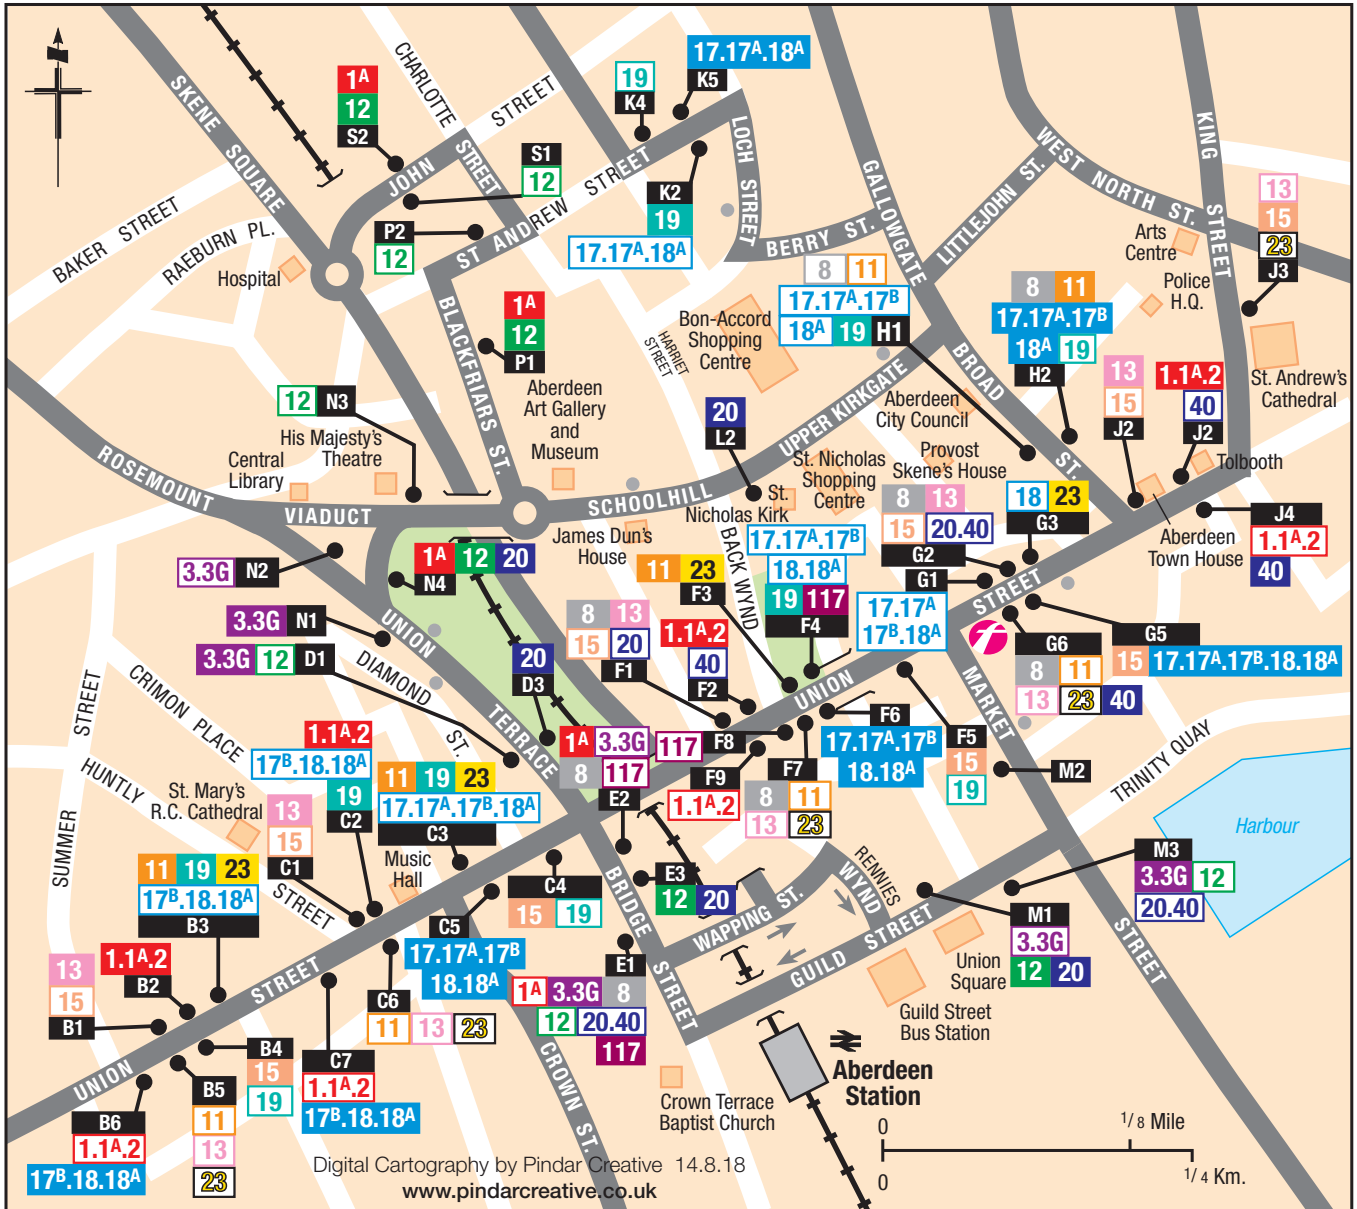 SKENE SQUARE
CHARLOTTE STREET
JOHN STREET
1A
12
S2
S1
12
19
K4
17.17A.18A
K5
K2
19
17.17A.18A
P2
12
ST ANDREW STREET
LOCH STREET
BERRY ST.
GALLOWGATE
LITTLEJOHN ST.
WEST NORTH ST.
KING STREET
13
15
23
J3
Arts
Centre
Police
H.Q.
BAKER STREET
RAEBURN PL.
Hospital
BLACKFRIARS ST.
1A
12
P1
HARRIET
STREET
Bon-Accord
Shopping
Centre
8 11
17.17A.17B
18A 19 H1
8 11
17.17A.17B
18A 19
H2
BROAD ST.
13
15
J2
1.1A.2
40
J2
St. Andrew's
Cathedral
Tolbooth
12 N3
His Majesty's
Theatre
Central
Library
Aberdeen
Art Gallery
and
Museum
20
L2
UPPER KIRKGATE
Aberdeen
City Council
Provost
Skene's House
St. Nicholas
Shopping
Centre
St.
Nicholas Kirk
ROSEMOUNT
VIADUCT
SCHOOLHILL
James Dun's
House
BACK WYND
8 13
15 20.40
G2
G1
18 23
G3
J4
1.1A.2
40
Aberdeen
Town House
3.3G N2
1A 12 20
N4
11 23
F3
17.17A.17B
18.18A
19 117
F4
17.17A
17B.18A
3.3G N1
3.3G 12 D1
UNION
TERRACE
DIAMOND ST.
20
D3
8 13
15 20
F1
1.1A.2
40
F2
UNION
STREET
G6
8 11
13 23 40
G5
15 17.17A.17B.18.18A
MARKET
STREET
CRIMON PLACE
HUNTLY
STREET
SUMMER
STREET
1.1A.2
17B.18.18A
19
C2
11 19 23
17.17A.17B.18A
C3
1A 3.3G 117 F8
8 117
E2
F9
1.1A.2
F7
8 11
13 23
F6
17.17A.17B
18.18A
F5
15
19
M2
TRINITY QUAY
Harbour
St. Mary's
R.C. Cathedral
13
15
C1
Music
Hall
11 19 23
17B.18.18A
B3
C4
15 19
C5
17.17A.17B
18.18A
E3
12 20
BRIDGE
STREET
WAPPING ST.
RENNIES
WYND
GUILD STREET
M3
3.3G 12
20.40
M1
3.3G
12 20
Union
Square
Guild Street
Bus Station
13
15
B1
1.1A.2
B2
UNION STREET
C6
11 13 23
E1
1A 3.3G 8
12 20.40
117
B4
15
19
B5
11
13
23
C7
1.1A.2
17B.18.18A
B6
1.1A.2
17B.18.18A
CROWN ST.
Crown Terrace
Baptist Church
Aberdeen
Station
0
1/8 Mile
1/4 Km.
0
Digital Cartography by Pindar Creative 14.8.18
www.pindarcreative.co.uk